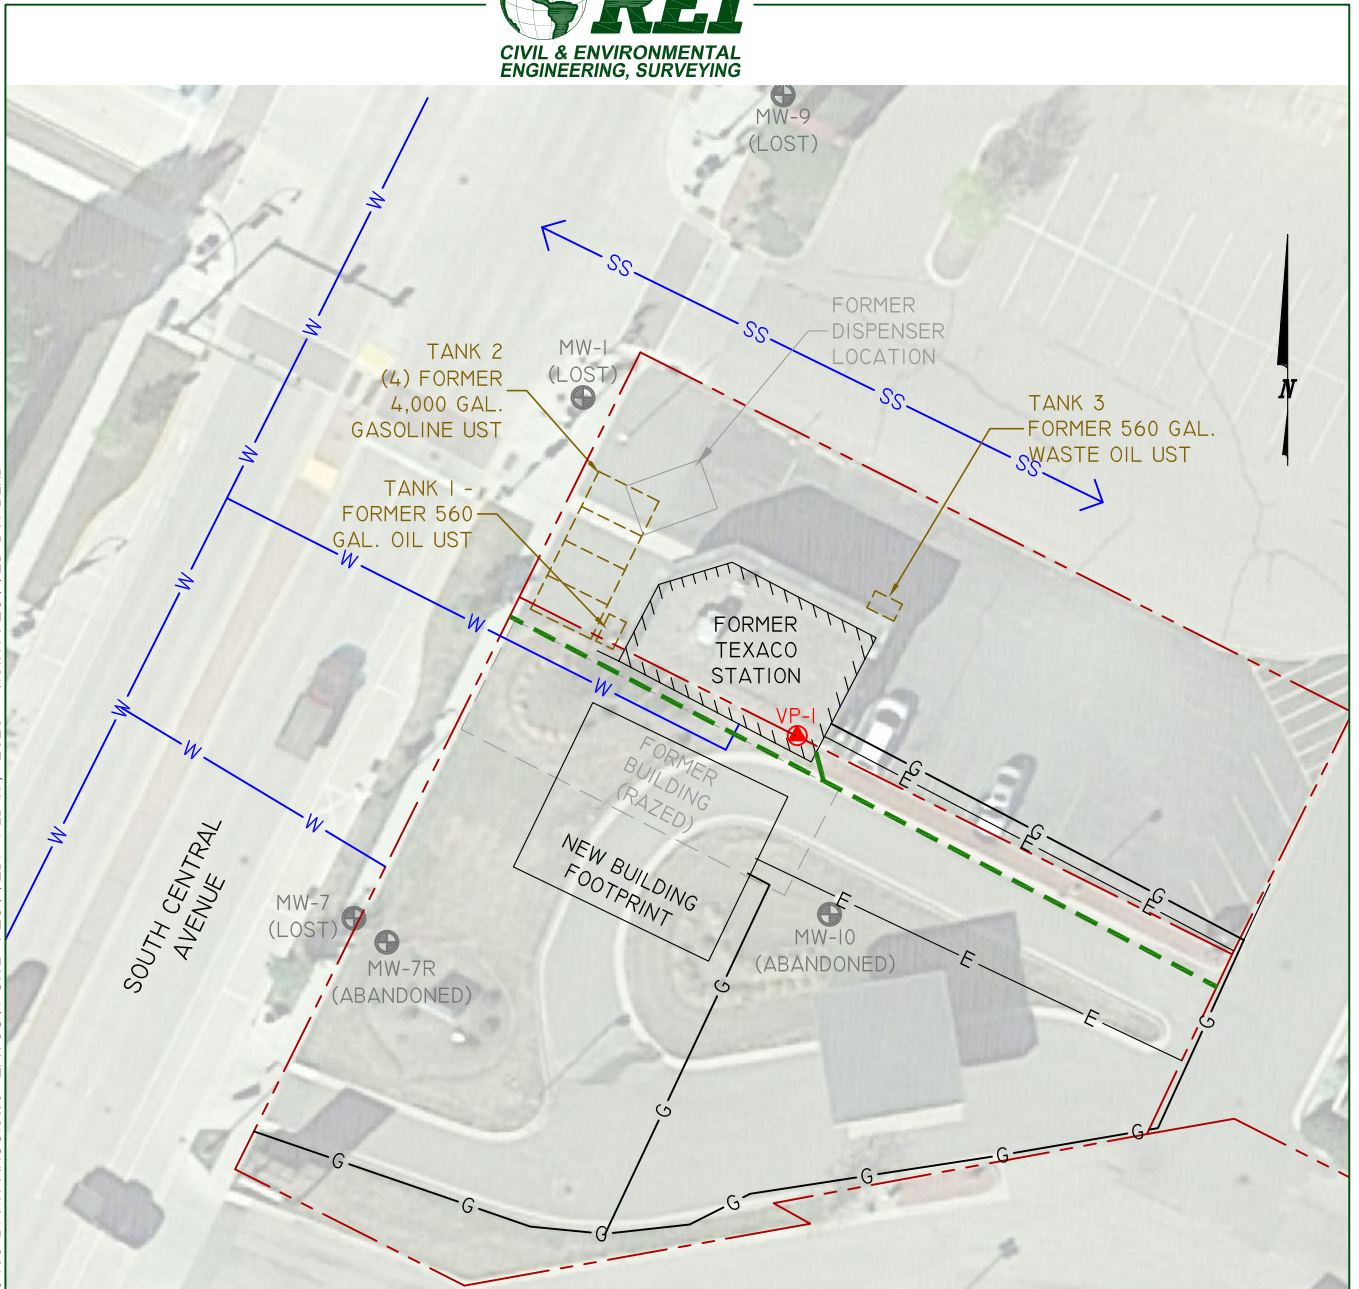 REI
CIVIL & ENVIRONMENTAL
ENGINEERING, SURVEYING
MW-9
(LOST)
W
SS
SS
SS
SS
FORMER
DISPENSER
LOCATION
N
W
MW-1
(LOST)
TANK 2
(4) FORMER
4,000 GAL.
GASOLINE UST
TANK 3
FORMER 560 GAL.
WASTE OIL UST
W
TANK 1 -
FORMER 560
GAL. OIL UST
W
W
W
W
FORMER
TEXACO
STATION
VP-1
W
W
W
W
FORMER
BUILDING
(RAZED)
NEW BUILDING
FOOTPRINT
G
E
G
E
G
E
SOUTH CENTRAL
AVENUE
MW-7
(LOST)
MW-7R
(ABANDONED)
MW-10
(ABANDONED)
E
E
E
G
G
G
G
G
G
G
G
G
G